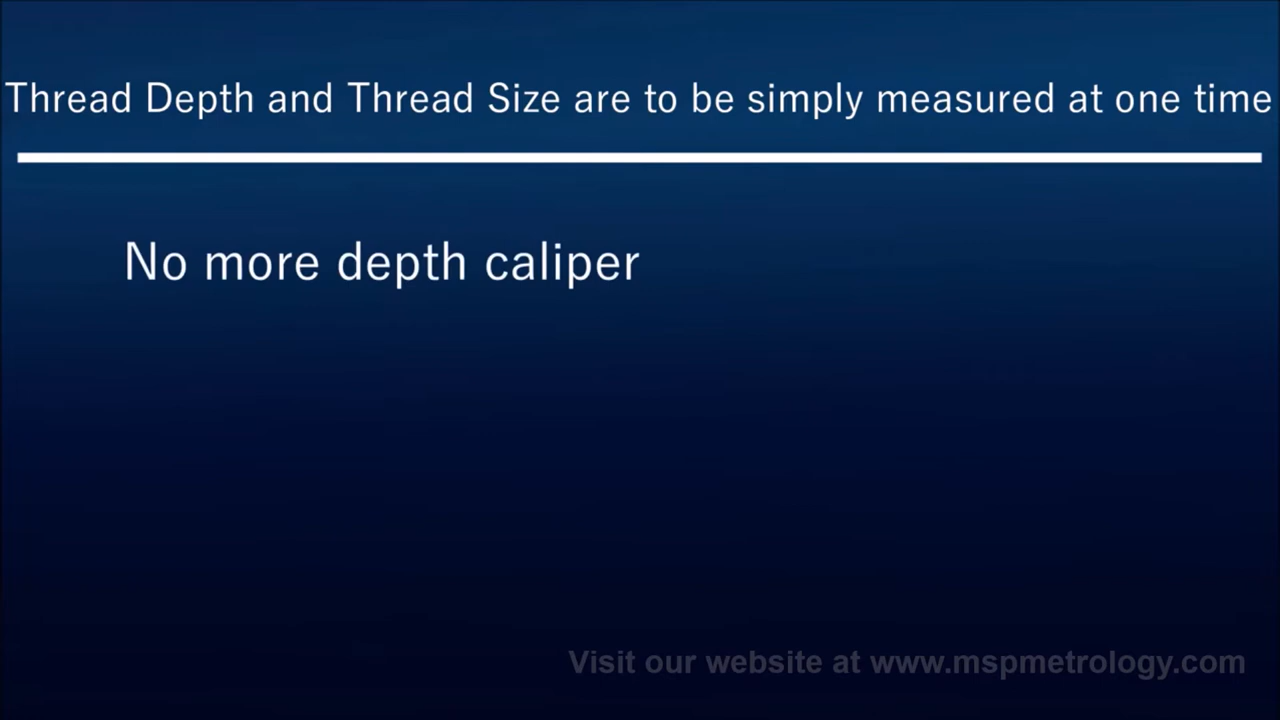 Thread Depth and Thread Size are to be simply measured at one time
No more depth caliper
Visit our website at www.mspmetrology.com